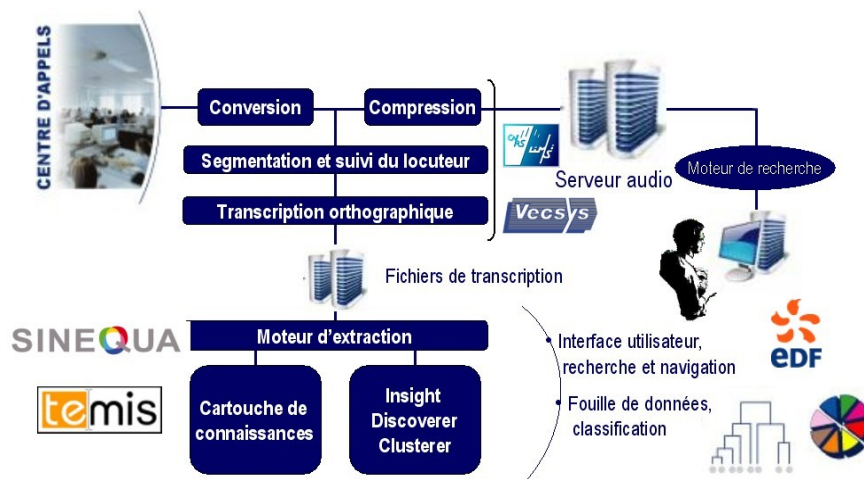 CENTRE D'APPELS
Conversion
Compression
Segmentation et suivi du locuteur
Transcription orthographique
Vecsys
Serveur audio
Moteur de recherche
Fichiers de transcription
SINEQUA
Moteur d'extraction
temis
Cartouche de
connaissances
Insight
Discoverer
Clusterer
• Interface utilisateur,
recherche et navigation
• Fouille de données,
classification
eDF